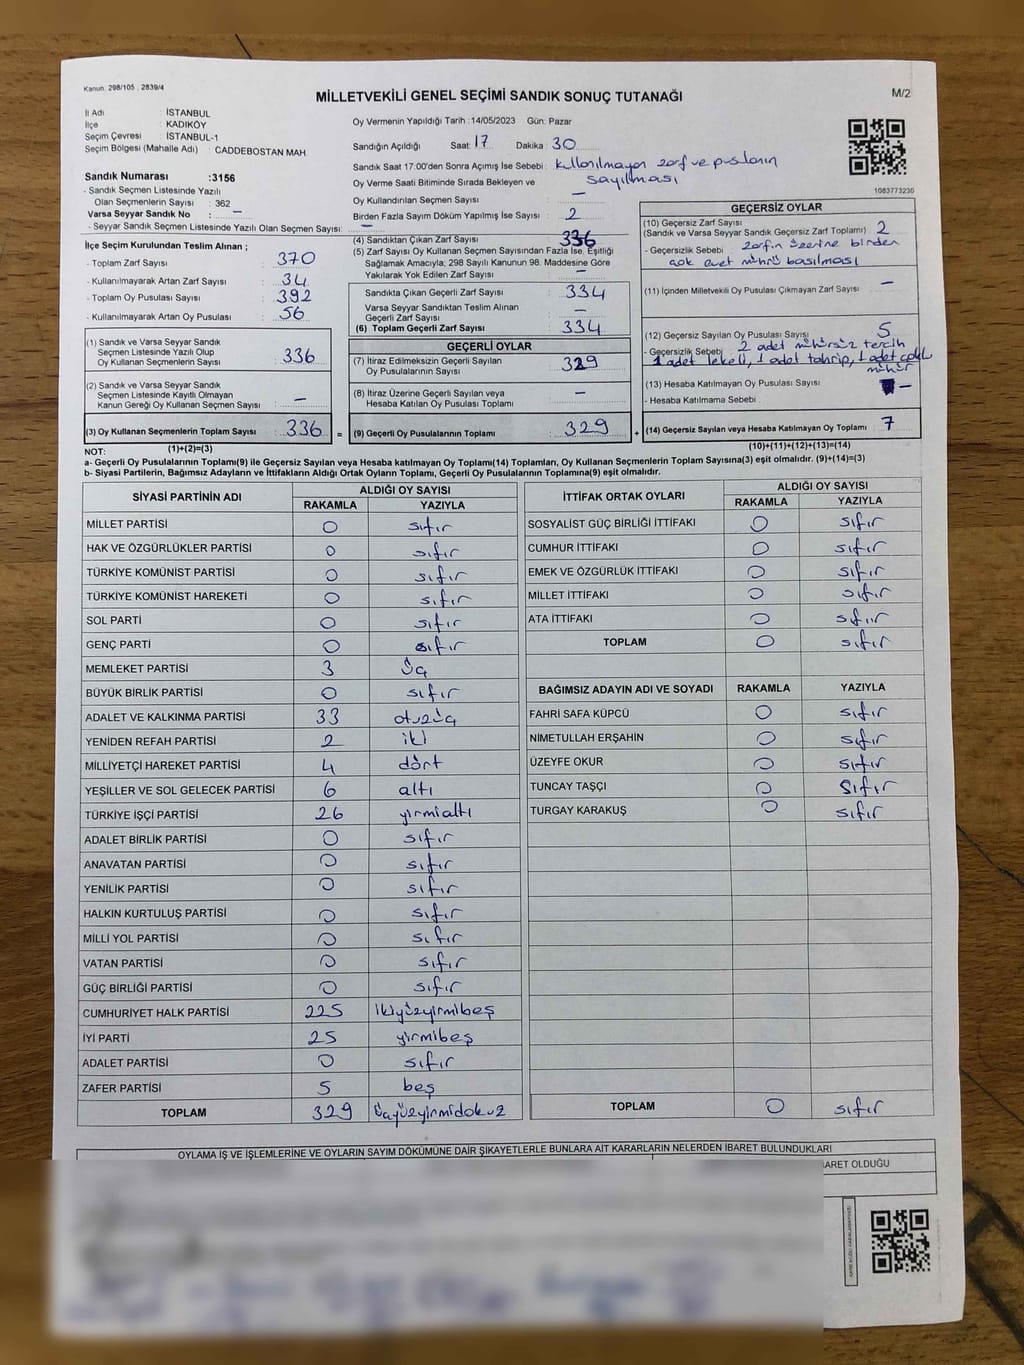 Kanun. 298/105 , 2839/4
MİLLETVEKİLİ GENEL SEÇİMİ SANDIK SONUÇ TUTANAĞI
M/2
İl Adı : İSTANBUL
İlçe : KADIKÖY
Seçim Çevresi : İSTANBUL-1
Seçim Bölgesi (Mahalle Adı) : CADDEBOSTAN MAH
Sandık Numarası :3156
- Sandık Seçmen Listesinde Yazılı
Olan Seçmenlerin Sayısı : 362
Varsa Seyyar Sandık No : -
- Seyyar Sandık Seçmen Listesinde Yazılı Olan Seçmen Sayısı: -
Oy Vermenin Yapıldığı Tarih :14/05/2023 Gün: Pazar
Sandığın Açıldığı Saat: 17 Dakika : 30
Sandık Saat 17:00'den Sonra Açımış İse Sebebi : kullanılmayan zarf ve pusulanın
sayılması
Oy Verme Saati Bitiminde Sırada Bekleyen ve
Oy Kullandırılan Seçmen Sayısı : -
Birden Fazla Sayım Döküm Yapılmış İse Sayısı : 2
1083773230
İlçe Seçim Kurulundan Teslim Alınan ;
- Toplam Zarf Sayısı : 370
- Kullanılmayarak Artan Zarf Sayısı : 34
- Toplam Oy Pusulası Sayısı : 392
- Kullanılmayarak Artan Oy Pusulası : 56
(1) Sandık ve Varsa Seyyar Sandık
Seçmen Listesinde Yazılı Olup
Oy Kullanan Seçmenlerin Sayısı : 336
(2) Sandık ve Varsa Seyyar Sandık
Seçmen Listesinde Kayıtlı Olmayan
Kanun Gereği Oy Kullanan Seçmen Sayısı : -
(3) Oy Kullanan Seçmenlerin Toplam Sayısı : 336 =
(1)+(2)=(3)
(4) Sandıktan Çıkan Zarf Sayısı : 336
(5) Zarf Sayısı Oy Kullanan Seçmen Sayısından Fazla İse, Eşitliği
Sağlamak Amacıyla; 298 Sayılı Kanunun 98. Maddesine Göre
Yakılarak Yok Edilen Zarf Sayısı : -
Sandıkta Çıkan Geçerli Zarf Sayısı : 334
Varsa Seyyar Sandıktan Teslim Alınan
Geçerli Zarf Sayısı : -
(6) Toplam Geçerli Zarf Sayısı : 334
GEÇERLİ OYLAR
(7) İtiraz Edilmeksizin Geçerli Sayılan
Oy Pusulalarının Sayısı : 329
(8) İtiraz Üzerine Geçerli Sayılan veya
Hesaba Katılan Oy Pusulası Toplamı : -
(9) Geçerli Oy Pusulalarının Toplamı : 329 +
GEÇERSİZ OYLAR
(10) Geçersiz Zarf Sayısı
(Sandık ve Varsa Seyyar Sandık Geçersiz Zarf Toplamı) : 2
- Geçersizlik Sebebi : zarfın üzerine birden
çok evet mührü basılması
(11) İçinden Milletvekili Oy Pusulası Çıkmayan Zarf Sayısı : -
(12) Geçersiz Sayılan Oy Pusulası Sayısı : 5
- Geçersizlik Sebebi : 2 adet mühürsüz tercih
1 adet lekeli, 1 adet tahrip, 1 adet çoklu
mühür
(13) Hesaba Katılmayan Oy Pusulası Sayısı : -
- Hesaba Katılmama Sebebi :
(14) Geçersiz Sayılan veya Hesaba Katılmayan Oy Toplamı : 7
(10)+(11)+(12)+(13)=(14)
NOT:
a- Geçerli Oy Pusulalarının Toplamı(9) ile Geçersiz Sayılan veya Hesaba katılmayan Oy Toplamı(14) Toplamları, Oy Kullanan Seçmenlerin Toplam Sayısına(3) eşit olmalıdır. (9)+(14)=(3)
b- Siyasi Partilerin, Bağımsız Adayların ve İttifakların Aldığı Ortak Oyların Toplamı, Geçerli Oy Pusulalarının Toplamına(9) eşit olmalıdır.
SİYASİ PARTİNİN ADI ALDIĞI OY SAYISI
RAKAMLA YAZIYLA
MİLLET PARTİSİ 0 sıfır
HAK VE ÖZGÜRLÜKLER PARTİSİ 0 sıfır
TÜRKİYE KOMÜNİST PARTİSİ 0 sıfır
TÜRKİYE KOMÜNİST HAREKETİ 0 sıfır
SOL PARTİ 0 sıfır
GENÇ PARTİ 0 sıfır
MEMLEKET PARTİSİ 3 üç
BÜYÜK BİRLİK PARTİSİ 0 sıfır
ADALET VE KALKINMA PARTİSİ 33 otuzüç
YENİDEN REFAH PARTİSİ 2 iki
MİLLİYETÇİ HAREKET PARTİSİ 4 dört
YEŞİLLER VE SOL GELECEK PARTİSİ 6 altı
TÜRKİYE İŞÇİ PARTİSİ 26 yirmialtı
ADALET BİRLİK PARTİSİ 0 sıfır
ANAVATAN PARTİSİ 0 sıfır
YENİLİK PARTİSİ 0 sıfır
HALKIN KURTULUŞ PARTİSİ 0 sıfır
MİLLİ YOL PARTİSİ 0 sıfır
VATAN PARTİSİ 0 sıfır
GÜÇ BİRLİĞİ PARTİSİ 0 sıfır
CUMHURİYET HALK PARTİSİ 225 ikiyüzyirmibeş
İYİ PARTİ 25 yirmibeş
ADALET PARTİSİ 0 sıfır
ZAFER PARTİSİ 5 beş
TOPLAM 329 üçyüzyirmidokuz
İTTİFAK ORTAK OYLARI ALDIĞI OY SAYISI
RAKAMLA YAZIYLA
SOSYALİST GÜÇ BİRLİĞİ İTTİFAKI 0 sıfır
CUMHUR İTTİFAKI 0 sıfır
EMEK VE ÖZGÜRLÜK İTTİFAKI 0 sıfır
MİLLET İTTİFAKI 0 sıfır
ATA İTTİFAKI 0 sıfır
TOPLAM 0 sıfır
BAĞIMSIZ ADAYIN ADI VE SOYADI RAKAMLA YAZIYLA
FAHRİ SAFA KÜPCÜ 0 sıfır
NİMETULLAH ERŞAHİN 0 sıfır
ÜZEYFE OKUR 0 sıfır
TUNCAY TAŞÇI 0 sıfır
TURGAY KARAKUŞ 0 sıfır
TOPLAM 0 sıfır
OYLAMA İŞ VE İŞLEMLERİNE VE OYLARIN SAYIM DÖKÜMÜNE DAİR ŞİKAYETLERLE BUNLARA AİT KARARLARIN NELERDEN İBARET BULUNDUKLARI
BARET OLDUĞU